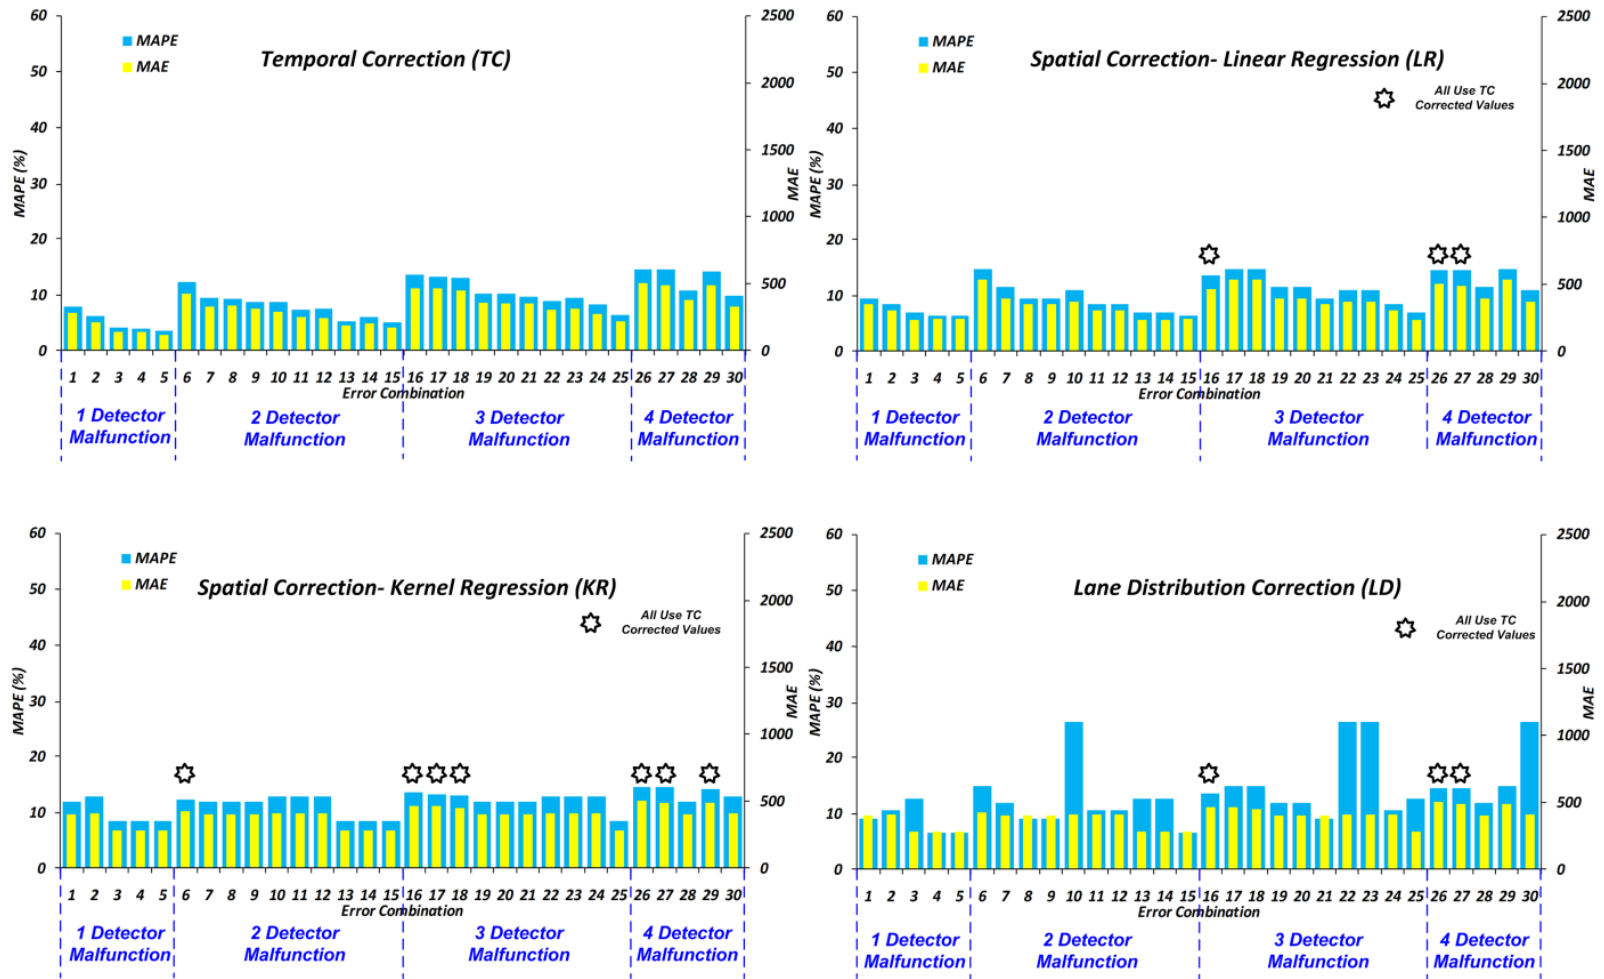 60
50
40
30
20
10
0
MAPE (%)
MAPE
MAE
Temporal Correction (TC)
2500
2000
1500
1000
500
0
MAE
1 2 3 4 5 6 7 8 9 10 11 12 13 14 15 16 17 18 19 20 21 22 23 24 25 26 27 28 29 30
Error Combination
1 Detector
Malfunction
2 Detector
Malfunction
3 Detector
Malfunction
4 Detector
Malfunction
60
50
40
30
20
10
0
MAPE (%)
MAPE
MAE
Spatial Correction- Linear Regression (LR)
All Use TC
Corrected Values
2500
2000
1500
1000
500
0
MAE
1 2 3 4 5 6 7 8 9 10 11 12 13 14 15 16 17 18 19 20 21 22 23 24 25 26 27 28 29 30
Error Combination
1 Detector
Malfunction
2 Detector
Malfunction
3 Detector
Malfunction
4 Detector
Malfunction
60
50
40
30
20
10
0
MAPE (%)
MAPE
MAE
Spatial Correction- Kernel Regression (KR)
All Use TC
Corrected Values
2500
2000
1500
1000
500
0
MAE
1 2 3 4 5 6 7 8 9 10 11 12 13 14 15 16 17 18 19 20 21 22 23 24 25 26 27 28 29 30
Error Combination
1 Detector
Malfunction
2 Detector
Malfunction
3 Detector
Malfunction
4 Detector
Malfunction
60
50
40
30
20
10
0
MAPE (%)
MAPE
MAE
Lane Distribution Correction (LD)
All Use TC
Corrected Values
2500
2000
1500
1000
500
0
MAE
1 2 3 4 5 6 7 8 9 10 11 12 13 14 15 16 17 18 19 20 21 22 23 24 25 26 27 28 29 30
Error Combination
1 Detector
Malfunction
2 Detector
Malfunction
3 Detector
Malfunction
4 Detector
Malfunction